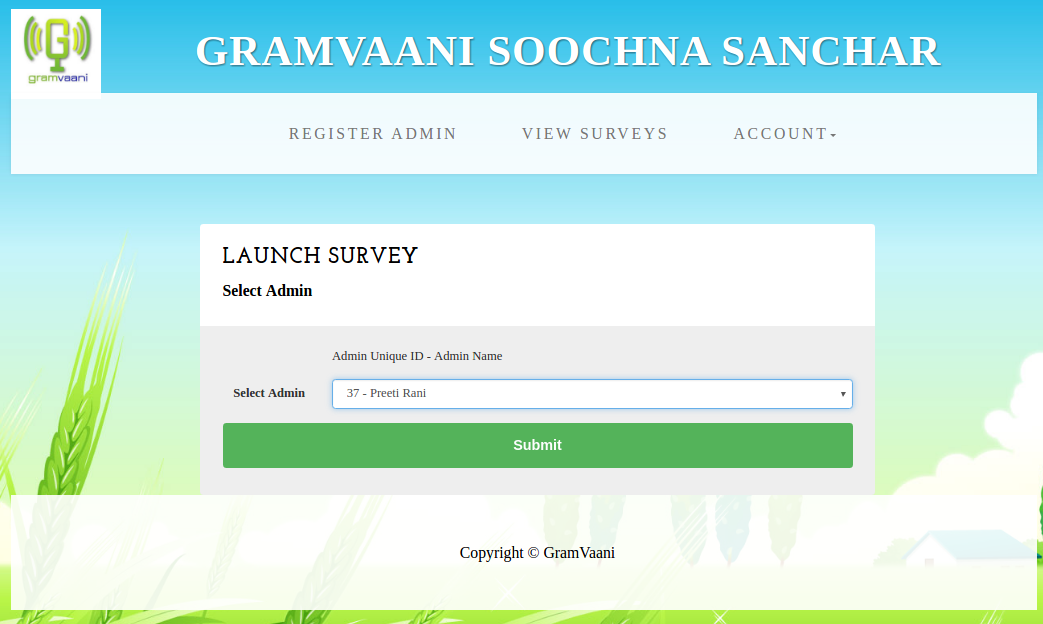 G
gramvaani
GRAMVAANI SOOCHNA SANCHAR
REGISTER ADMIN VIEW SURVEYS ACCOUNT
LAUNCH SURVEY
Select Admin
Admin Unique ID - Admin Name
Select Admin 37 - Preeti Rani
Submit
Copyright © GramVaani